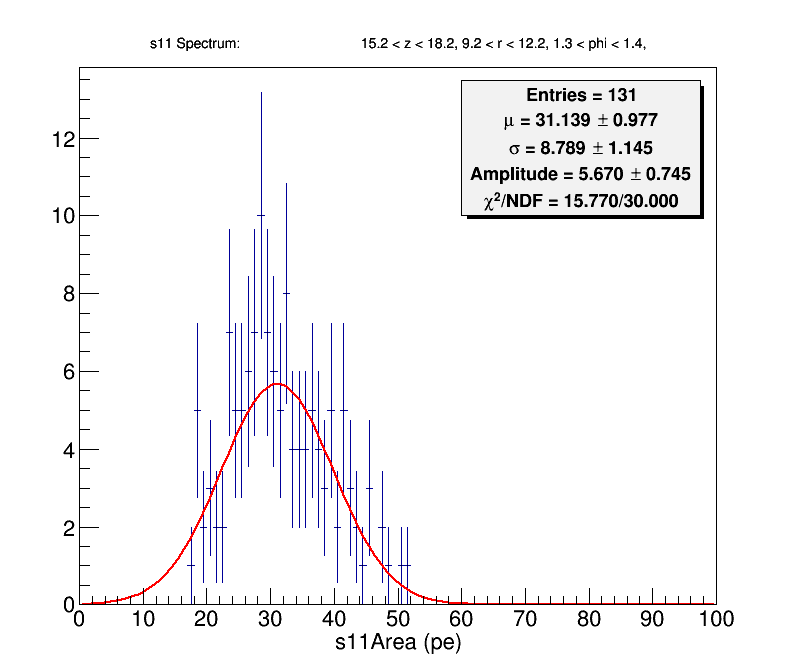 s11 Spectrum: 15.2 < z < 18.2, 9.2 < r < 12.2, 1.3 < phi < 1.4,
Entries = 131
μ = 31.139 ± 0.977
σ = 8.789 ± 1.145
Amplitude = 5.670 ± 0.745
χ²/NDF = 15.770/30.000
12
10
8
6
4
2
0
0 10 20 30 40 50 60 70 80 90 100
s11Area (pe)